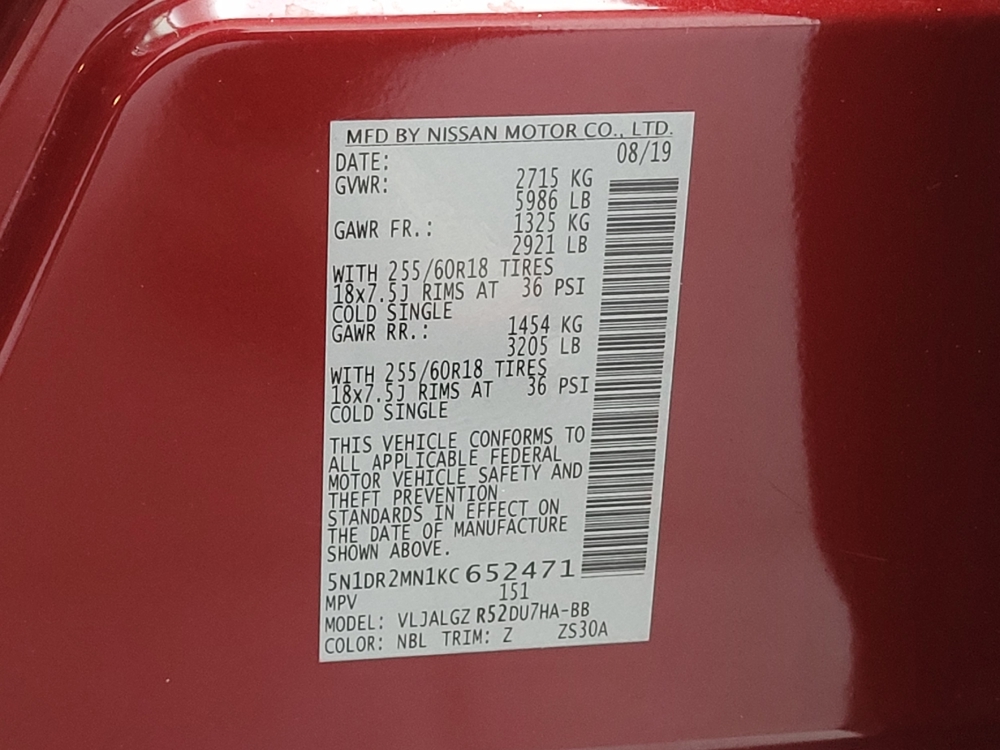 MFD BY NISSAN MOTOR CO., LTD.
DATE: 08/19
GVWR: 2715 KG
5986 LB
GAWR FR.: 1325 KG
2921 LB
WITH 255/60R18 TIRES
18x7.5J RIMS AT 36 PSI
COLD SINGLE
GAWR RR.: 1454 KG
3205 LB
WITH 255/60R18 TIRES
18x7.5J RIMS AT 36 PSI
COLD SINGLE
THIS VEHICLE CONFORMS TO
ALL APPLICABLE FEDERAL
MOTOR VEHICLE SAFETY AND
THEFT PREVENTION
STANDARDS IN EFFECT ON
THE DATE OF MANUFACTURE
SHOWN ABOVE.
5N1DR2MN1KC652471
MPV 151
MODEL: VLJALGZ R52DU7HA-BB
COLOR: NBL TRIM: Z ZS30A